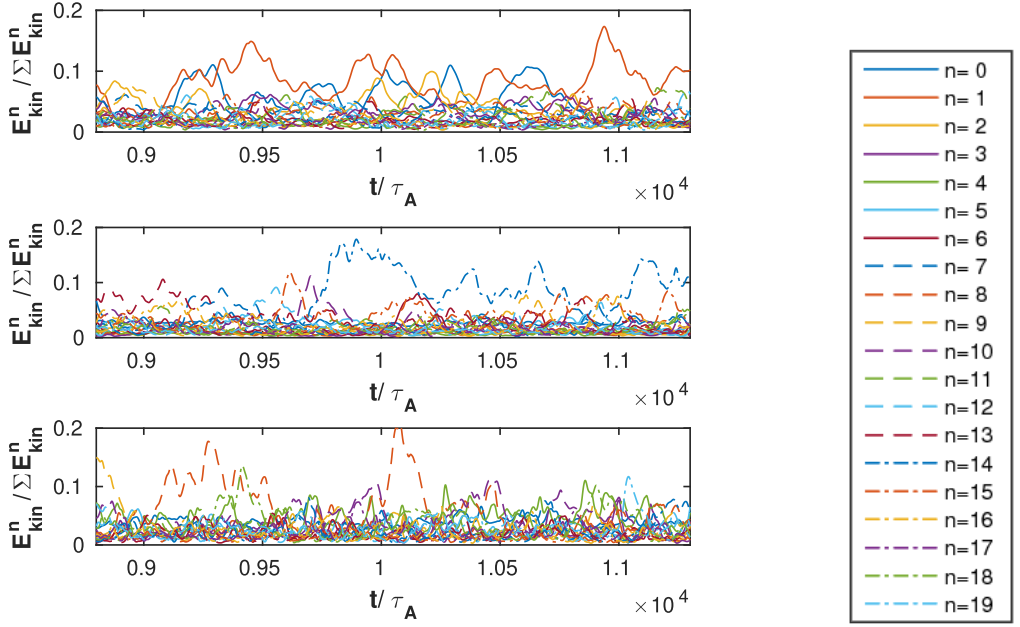 0.2
0.1
0
E^n_kin / Σ E^n_kin
0.9 0.95 1 1.05 1.1
t/ τ_A
×10^4
0.2
0.1
0
E^n_kin / Σ E^n_kin
0.9 0.95 1 1.05 1.1
t/ τ_A
×10^4
0.2
0.1
0
E^n_kin / Σ E^n_kin
0.9 0.95 1 1.05 1.1
t/ τ_A
×10^4
n= 0
n= 1
n= 2
n= 3
n= 4
n= 5
n= 6
n= 7
n= 8
n= 9
n=10
n=11
n=12
n=13
n=14
n=15
n=16
n=17
n=18
n=19